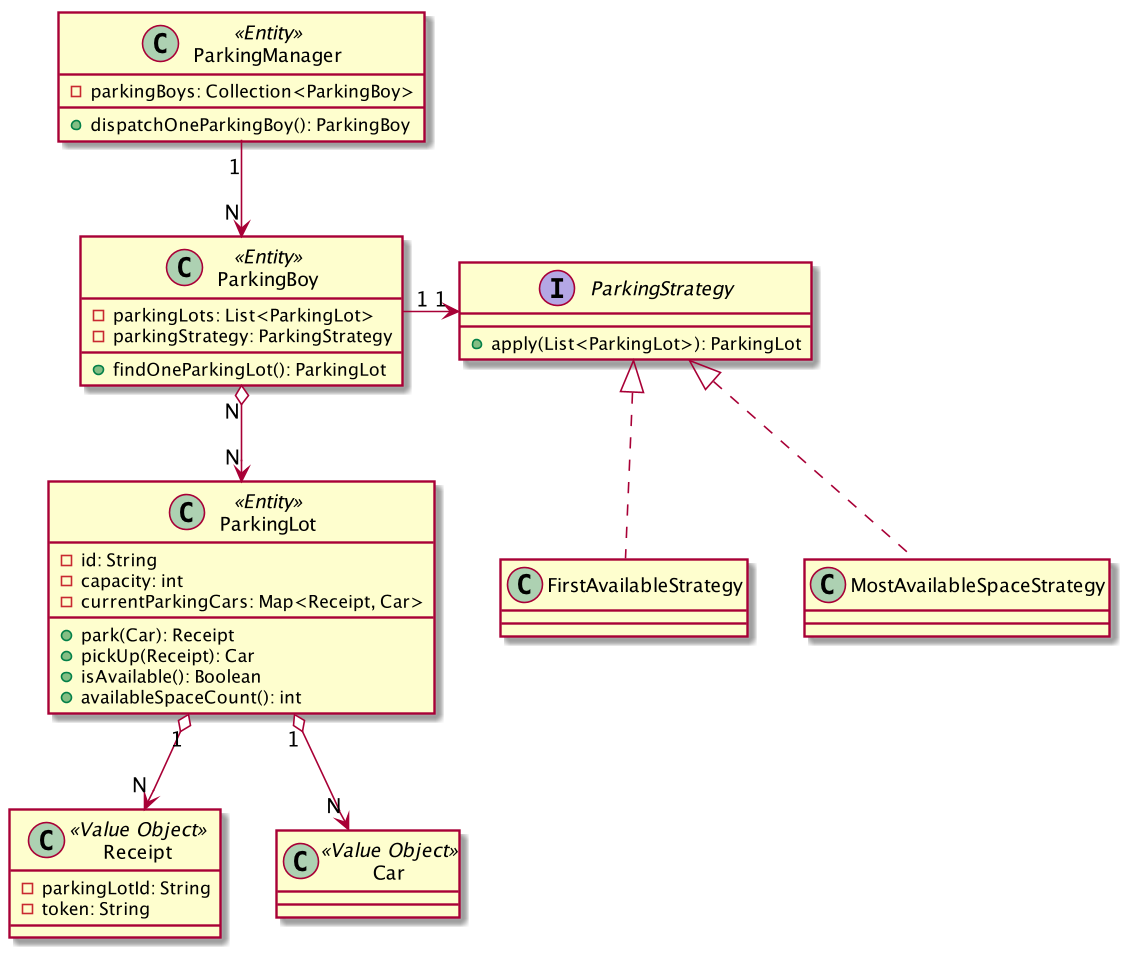 C
«Entity»
ParkingManager
parkingBoys: Collection<ParkingBoy>
dispatchOneParkingBoy(): ParkingBoy
1
N
C
«Entity»
ParkingBoy
parkingLots: List<ParkingLot>
parkingStrategy: ParkingStrategy
findOneParkingLot(): ParkingLot
1 1
I ParkingStrategy
apply(List<ParkingLot>): ParkingLot
N
N
C
«Entity»
ParkingLot
id: String
capacity: int
currentParkingCars: Map<Receipt, Car>
park(Car): Receipt
pickUp(Receipt): Car
isAvailable(): Boolean
availableSpaceCount(): int
C FirstAvailableStrategy
C MostAvailableSpaceStrategy
1
N
1
N
C
«Value Object»
Receipt
parkingLotId: String
token: String
C
«Value Object»
Car